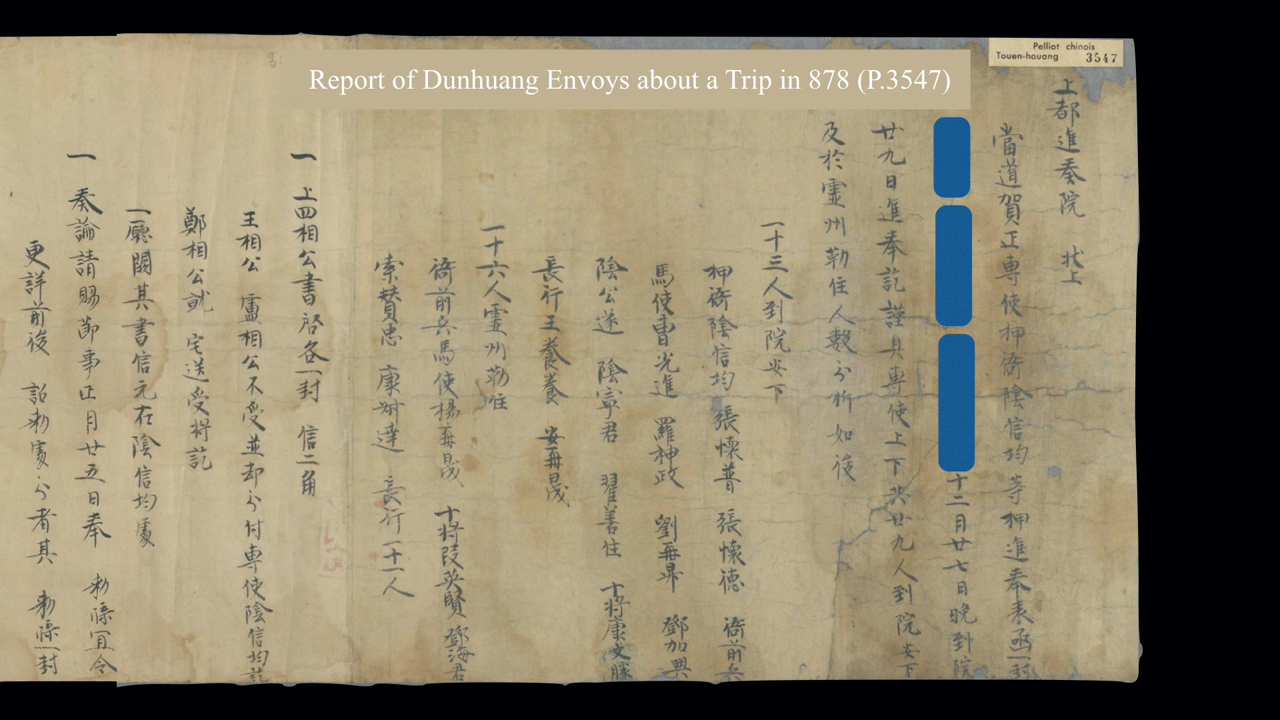 Report of Dunhuang Envoys about a Trip in 878 (P.3547)
Pelliot chinois
Touen-houang 3547
上都進奏院 狀上
當道賀正專使押衙陰信均等押進奉表函一封
十二月廿七日晚到院
廿九日進奉訖謹具專使上下共廿九人到院安下
及於靈州勒住人數分析如後
一十三人到院安下
押衙陰信均 張懷普 張懷德 衙前兵
馬使曹光進 羅神政 劉再昇 鄧加興
陰公遂 陰寧君 翟善住 十將康文勝
長行王養養 安再晟
一十六人靈州勒住
衙前兵馬使楊再晟 十將段英賢 鄧海君
索贊忠 康叔達 長行一十一人
一 上四相公書啓各一封 信二角
王相公 盧相公不受並却分付專使陰信均訖
鄭相公就 宅送受將訖
一廳闕其書信元在陰信均處
一 奏論請賜節事正月廿五日奉 勑牒宜令
更詳前後 詔勑處分者其 勑牒一封